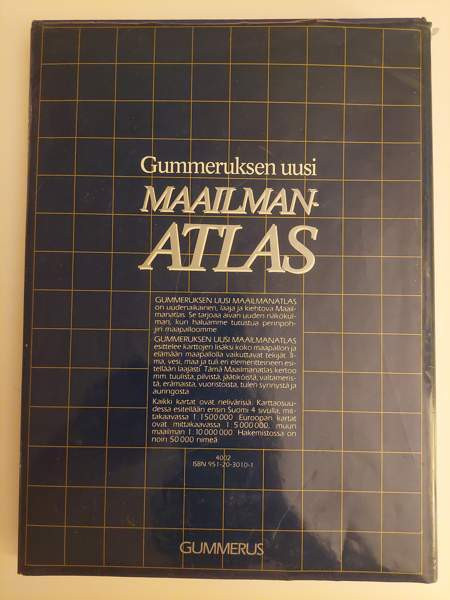 Gummeruksen uusi
MAAILMAN-
ATLAS
GUMMERUKSEN UUSI MAAILMANATLAS
on uudenaikainen, laaja ja kiehtova Maail-
manatlas. Se tarjoaa aivan uuden näkökul-
man, kun haluamme tutustua perinpoh-
jin maapalloomme.
GUMMERUKSEN UUSI MAAILMANATLAS
esittelee karttojen lisäksi koko maapallon ja
elämään maapallolla vaikuttavat tekijät. Il-
ma, vesi, maa ja tuli eri elementteineen esi-
tellään laajasti. Tämä Maailmanatlas kertoo
mm. tuulista, pilvistä, jäätiköistä, valtameris-
tä, erämaista, vuoristoista, tulen synnystä ja
auringosta.
Kaikki kartat ovat nelivärisiä. Karttaosuu-
dessa esitellään ensin Suomi 4 sivulla, mit-
takaavassa 1:1 500 000. Euroopan kartat
ovat mittakaavassa 1:5 000 000, muun
maailman 1:10 000 000. Hakemistossa on
noin 50 000 nimeä.
4002
ISBN 951-20-3010-1
GUMMERUS